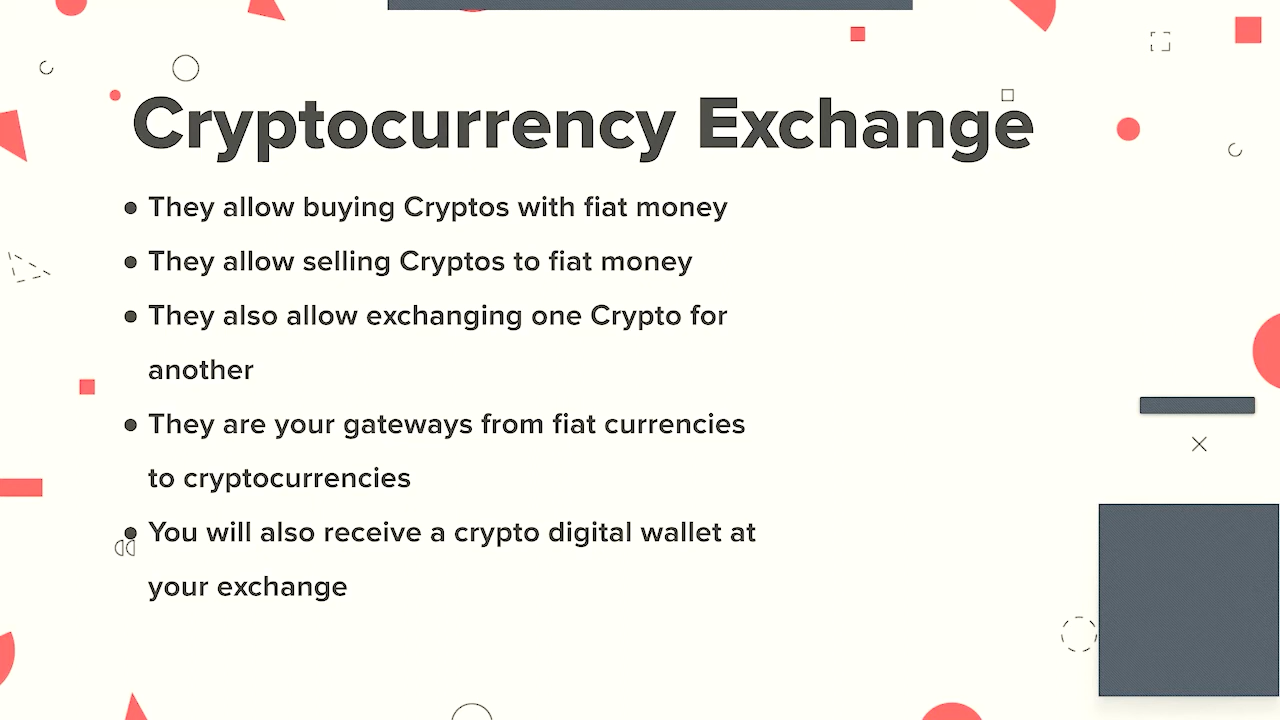 Cryptocurrency Exchange
• They allow buying Cryptos with fiat money
• They allow selling Cryptos to fiat money
• They also allow exchanging one Crypto for
another
• They are your gateways from fiat currencies
to cryptocurrencies
• You will also receive a crypto digital wallet at
your exchange